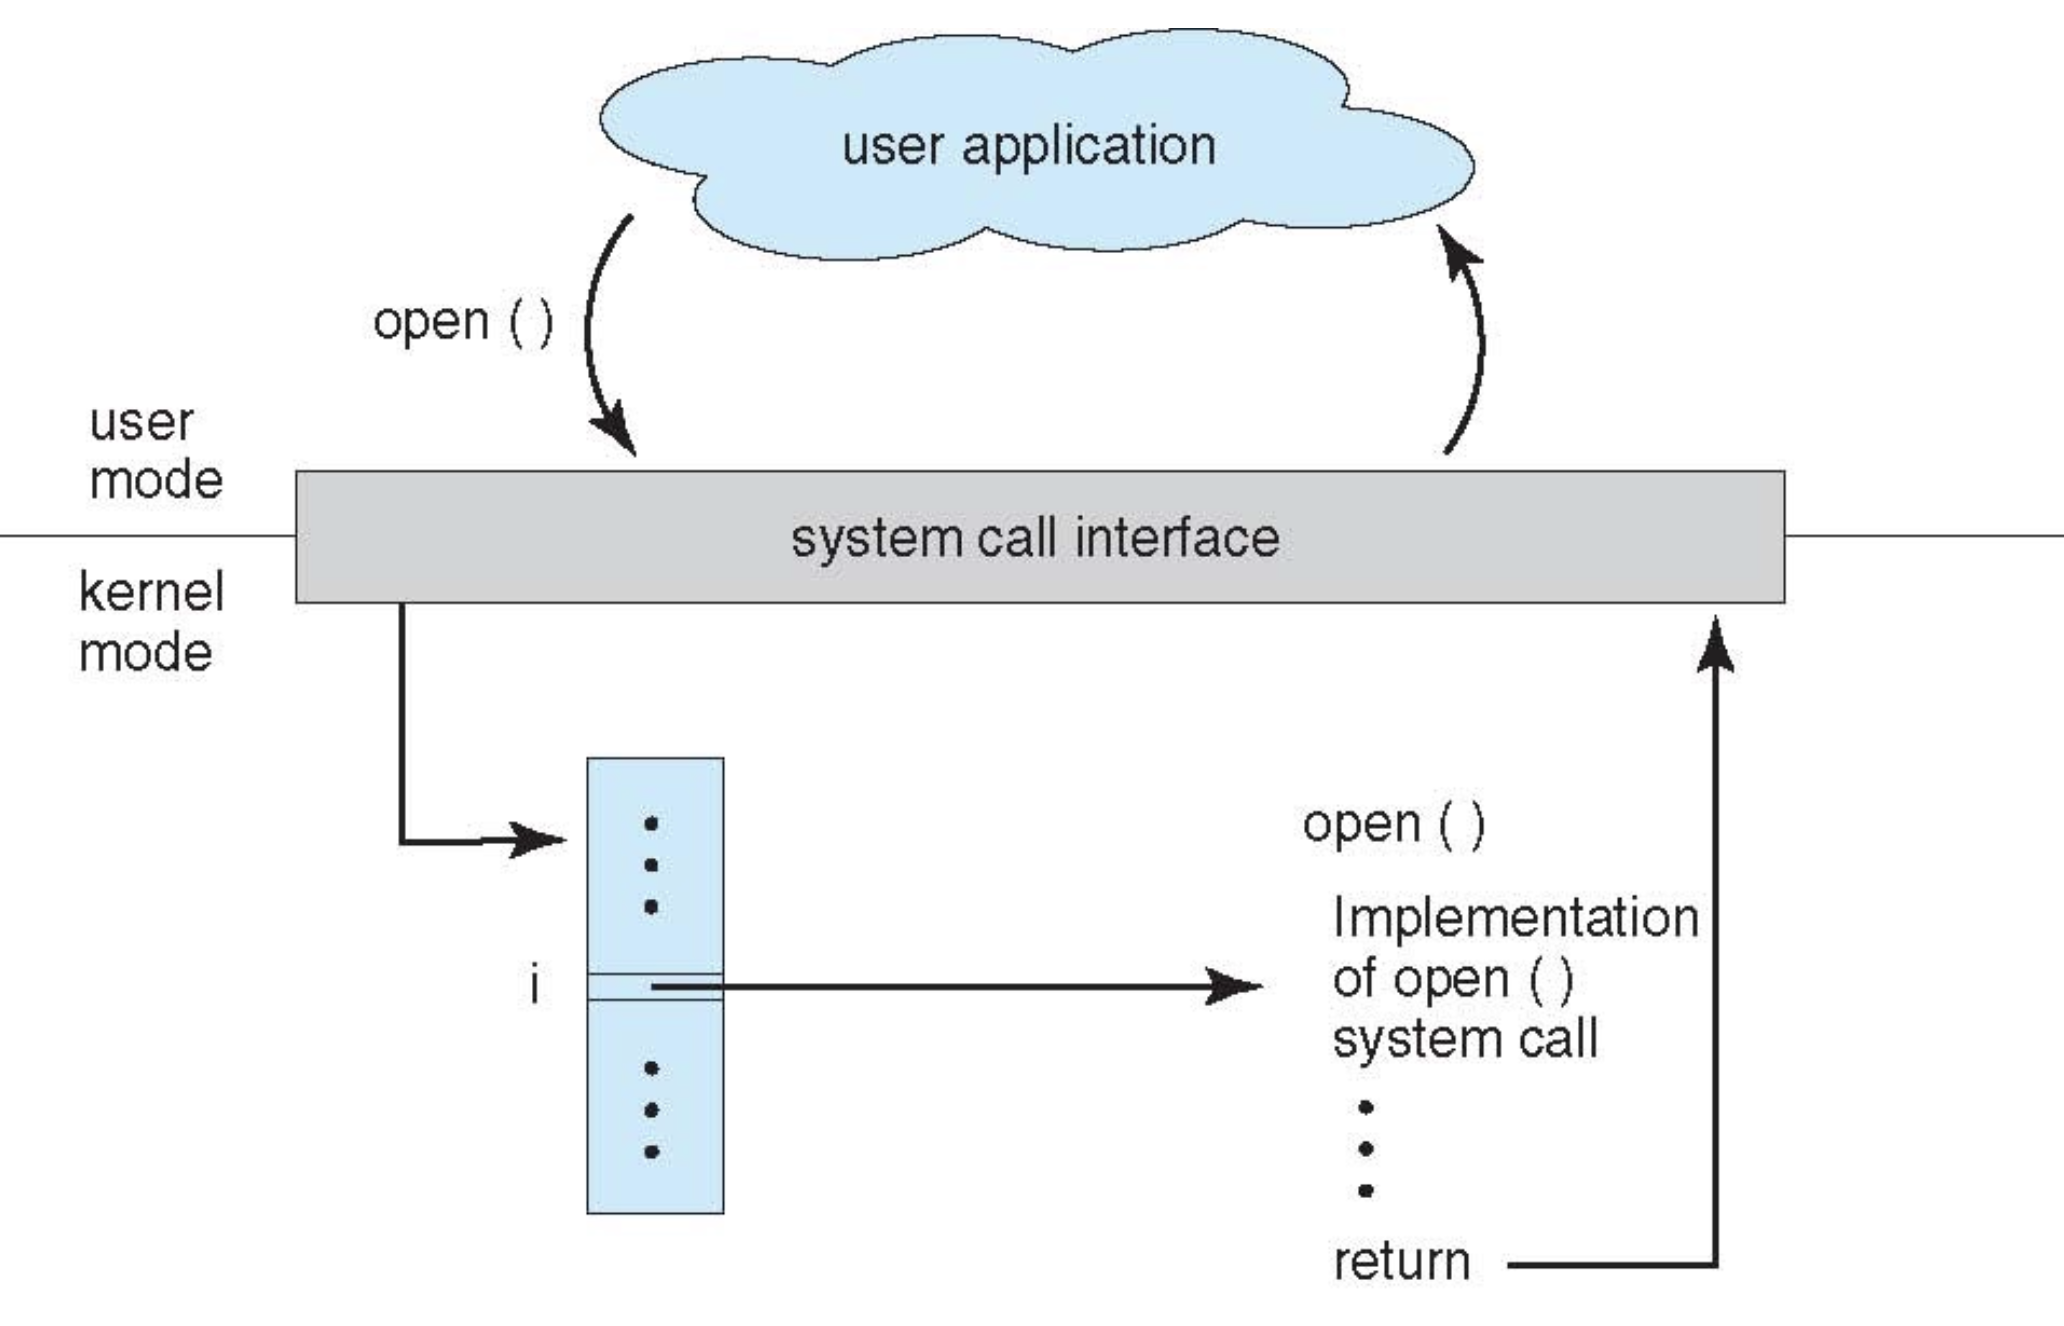 user application
open ( )
user
mode
system call interface
kernel
mode
open ( )
i
Implementation
of open ( )
system call
return